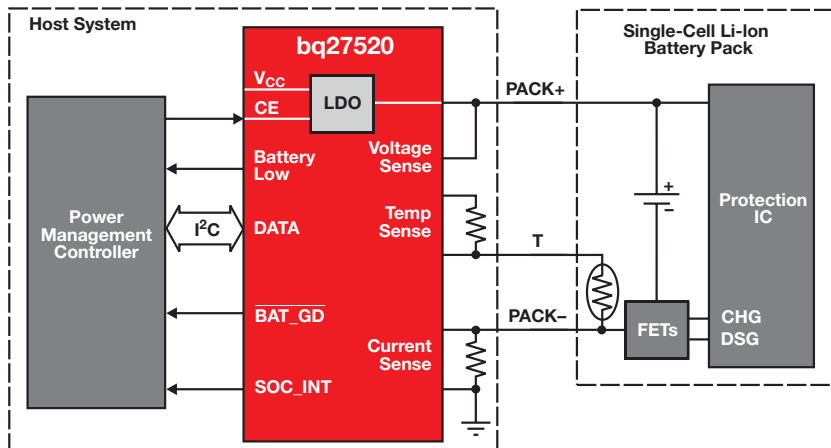 Host System
bq27520
Single-Cell Li-Ion
Battery Pack
V_CC
LDO
PACK+
CE
Battery
Low
Voltage
Sense
+
−
Power
Management
Controller
I²C
DATA
Temp
Sense
T
Protection
IC
BAT_GD
PACK–
FETs
CHG
DSG
Current
Sense
SOC_INT